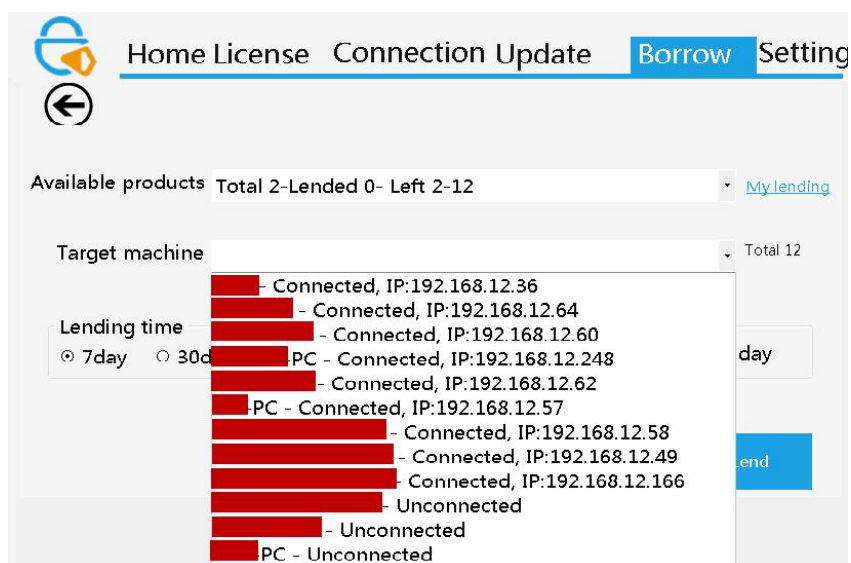 Home License Connection Update Borrow Setting
Available products Total 2-Lended 0- Left 2-12 My lending
Target machine Total 12
- Connected, IP:192.168.12.36
- Connected, IP:192.168.12.64
Lending time - Connected, IP:192.168.12.60
7day 30d -PC - Connected, IP:192.168.12.248 day
- Connected, IP:192.168.12.62
-PC - Connected, IP:192.168.12.57
- Connected, IP:192.168.12.58
- Connected, IP:192.168.12.49
- Connected, IP:192.168.12.166
end
- Unconnected
- Unconnected
-PC - Unconnected